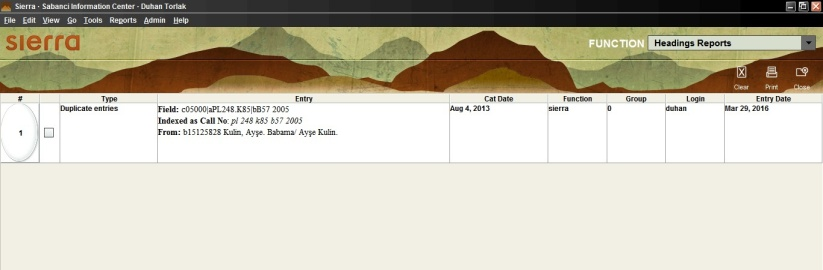 Sierra · Sabanci Information Center · Duhan Torlak
File Edit View Go Tools Reports Admin Help
sierra
FUNCTION Headings Reports
Clear Print Close
# Type Entry Cat Date Function Group Login Entry Date
1 Duplicate entries Field: c05000|aPL248.K85|bB57 2005 Aug 4, 2013 sierra 0 duhan Mar 29, 2016
Indexed as Call No: pl 248 k85 b57 2005
From: b15125828 Kulin, Ayşe. Babama/ Ayşe Kulin.